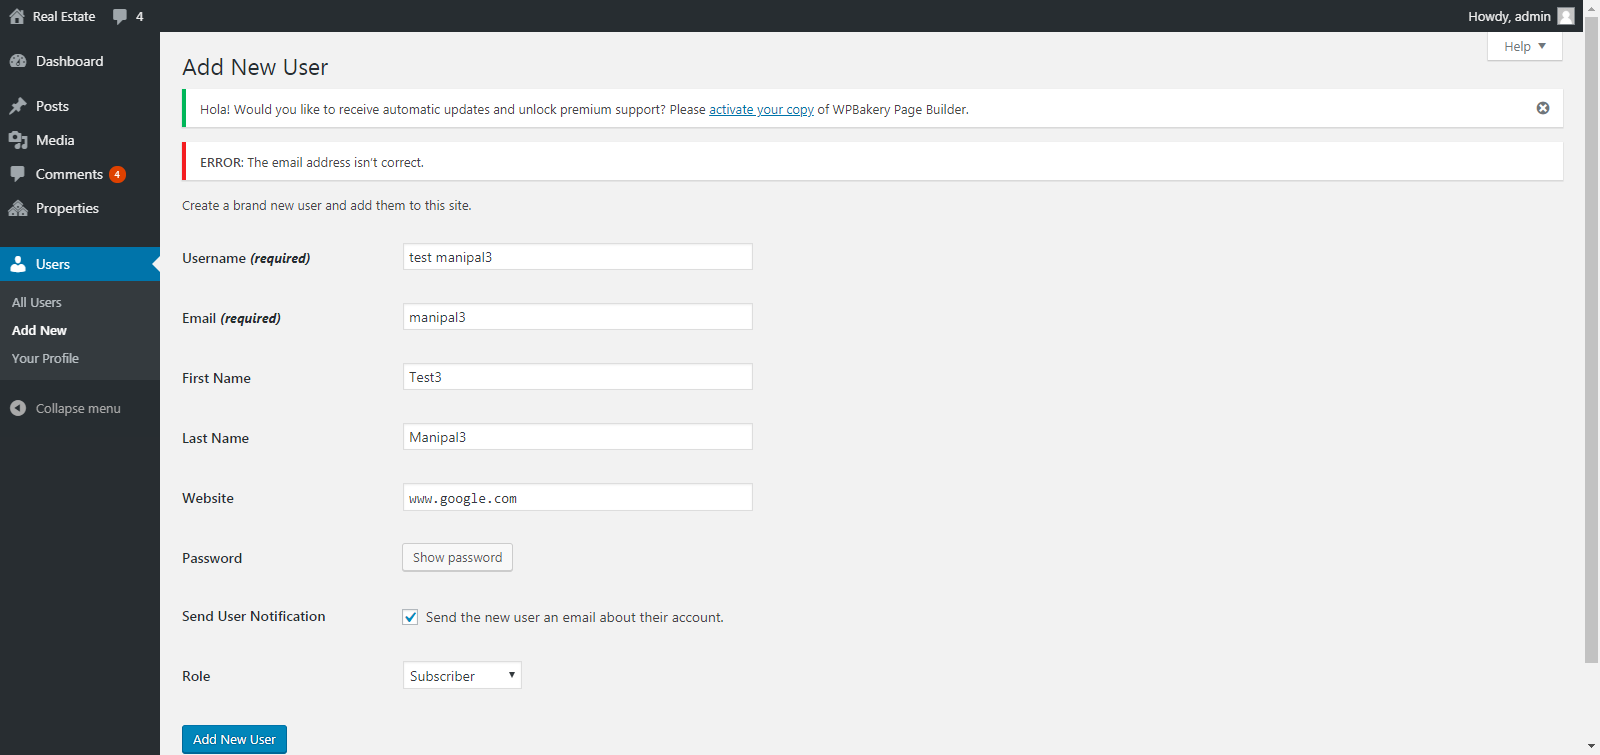 Real Estate 4 Howdy, admin
Help
Dashboard
Posts
Media
Comments 4
Properties
Users
All Users
Add New
Your Profile
Collapse menu
Add New User
Hola! Would you like to receive automatic updates and unlock premium support? Please activate your copy of WPBakery Page Builder.
ERROR: The email address isn't correct.
Create a brand new user and add them to this site.
Username (required) test manipal3
Email (required) manipal3
First Name Test3
Last Name Manipal3
Website www.google.com
Password Show password
Send User Notification Send the new user an email about their account.
Role Subscriber
Add New User